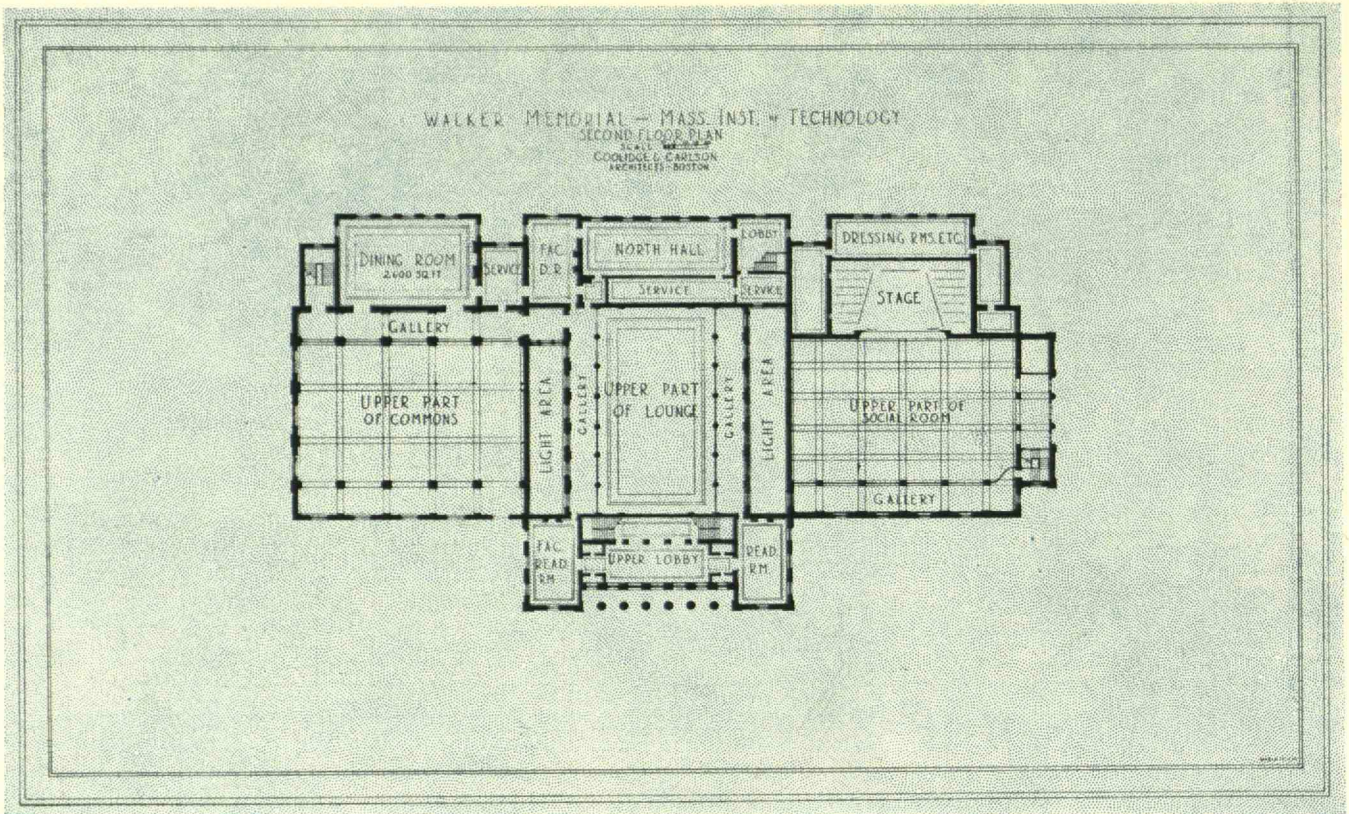 WALKER MEMORIAL — MASS. INST. OF TECHNOLOGY
SECOND FLOOR PLAN
SCALE
COOLIDGE & CARLSON
ARCHITECTS - BOSTON
DINING ROOM
2600 SQ FT
SERVICE
FAC.
D. R.
NORTH HALL
LOBBY
DRESSING RMS. ETC.
SERVICE
SERVICE
STAGE
GALLERY
UPPER PART
OF COMMONS
LIGHT AREA
GALLERY
UPPER PART
OF LOUNGE
GALLERY
LIGHT AREA
UPPER PART OF
SOCIAL ROOM
GALLERY
FAC.
READ.
RM.
UPPER LOBBY
READ.
RM.